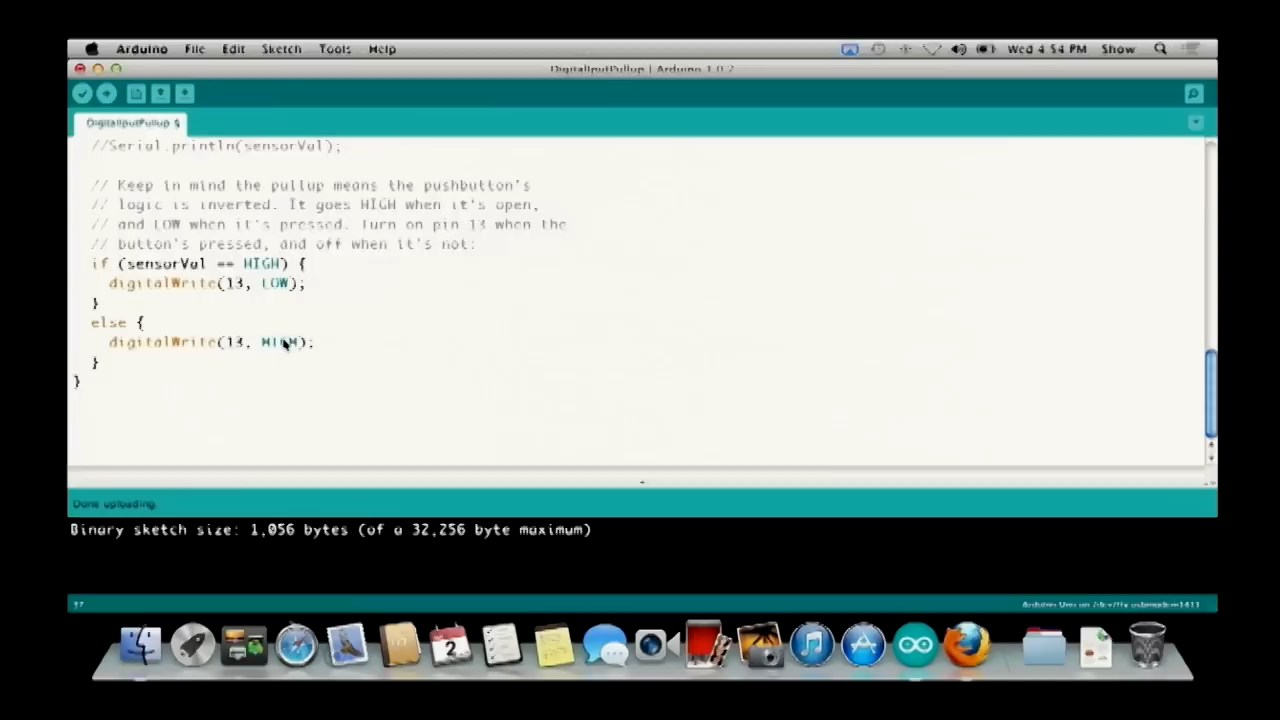 Arduino File Edit Sketch Tools Help Wed 4:54 PM Show
DigitalInputPullup | Arduino 1.0.2
DigitalInputPullup §
//Serial.println(sensorVal);
// Keep in mind the pullup means the pushbutton's
// logic is inverted. It goes HIGH when it's open,
// and LOW when it's pressed. Turn on pin 13 when the
// button's pressed, and off when it's not:
if (sensorVal == HIGH) {
digitalWrite(13, LOW);
}
else {
digitalWrite(13, HIGH);
}
}
Done uploading.
Binary sketch size: 1,056 bytes (of a 32,256 byte maximum)
Arduino Uno on
2